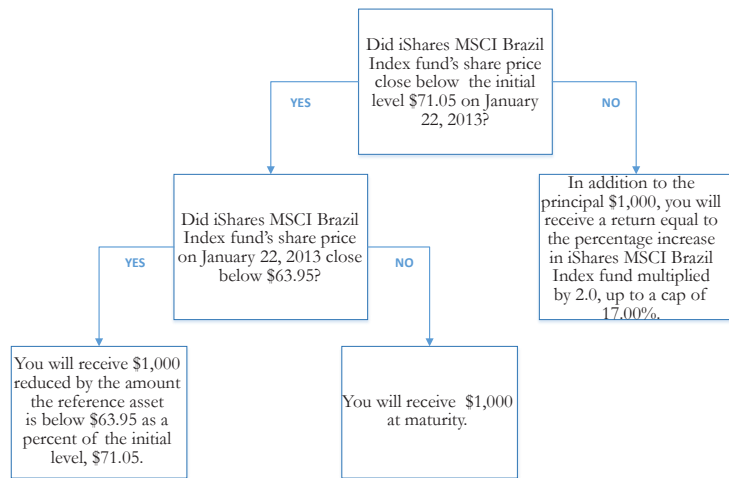 Did iShares MSCI Brazil
Index fund's share price
close below the initial
level $71.05 on January
22, 2013?
YES
NO
Did iShares MSCI Brazil
Index fund's share price
on January 22, 2013 close
below $63.95?
In addition to the
principal $1,000, you will
receive a return equal to
the percentage increase
in iShares MSCI Brazil
Index fund multiplied
by 2.0, up to a cap of
17.00%.
YES
NO
You will receive $1,000
reduced by the amount
the reference asset
is below $63.95 as a
percent of the initial
level, $71.05.
You will receive $1,000
at maturity.